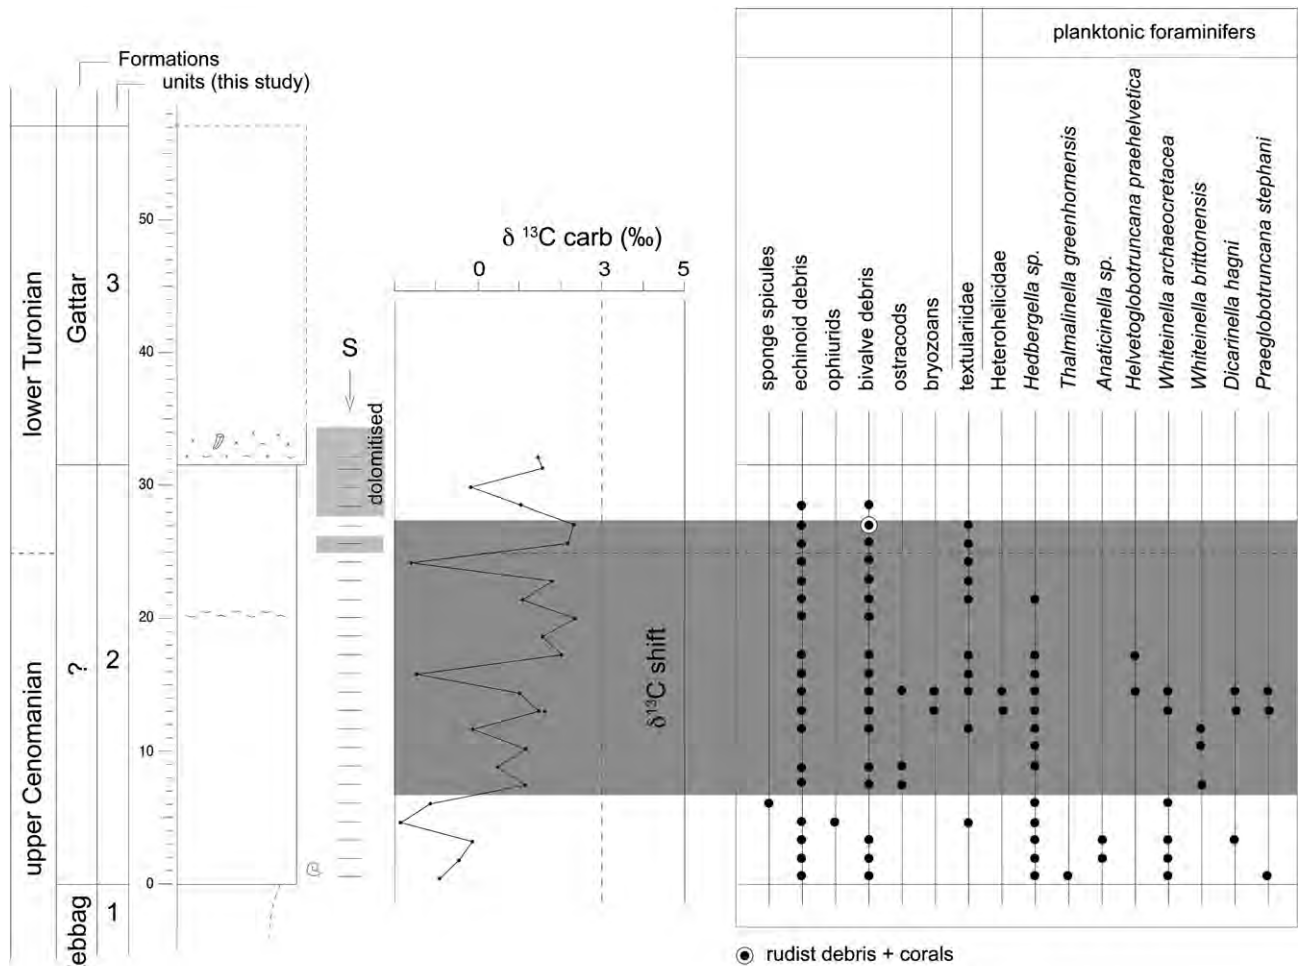 planktonic foraminifers
Formations
units (this study)
δ ¹³C carb (‰)
0 3 5
sponge spicules
echinoid debris
ophiurids
bivalve debris
ostracods
bryozoans
textulariidae
Heterohelicidae
Hedbergella sp.
Thalmalinella greenhornensis
Anaticinella sp.
Helvetoglobotruncana praehelvetica
Whiteinella archaeocretacea
Whiteinella brittonensis
Dicarinella hagni
Praeglobotruncana stephani
lower Turonian
Gattar
3
50
40
S
dolomitised
30
upper Cenomanian
?
2
20
10
0
δ¹³C shift
ebbag
1
rudist debris + corals